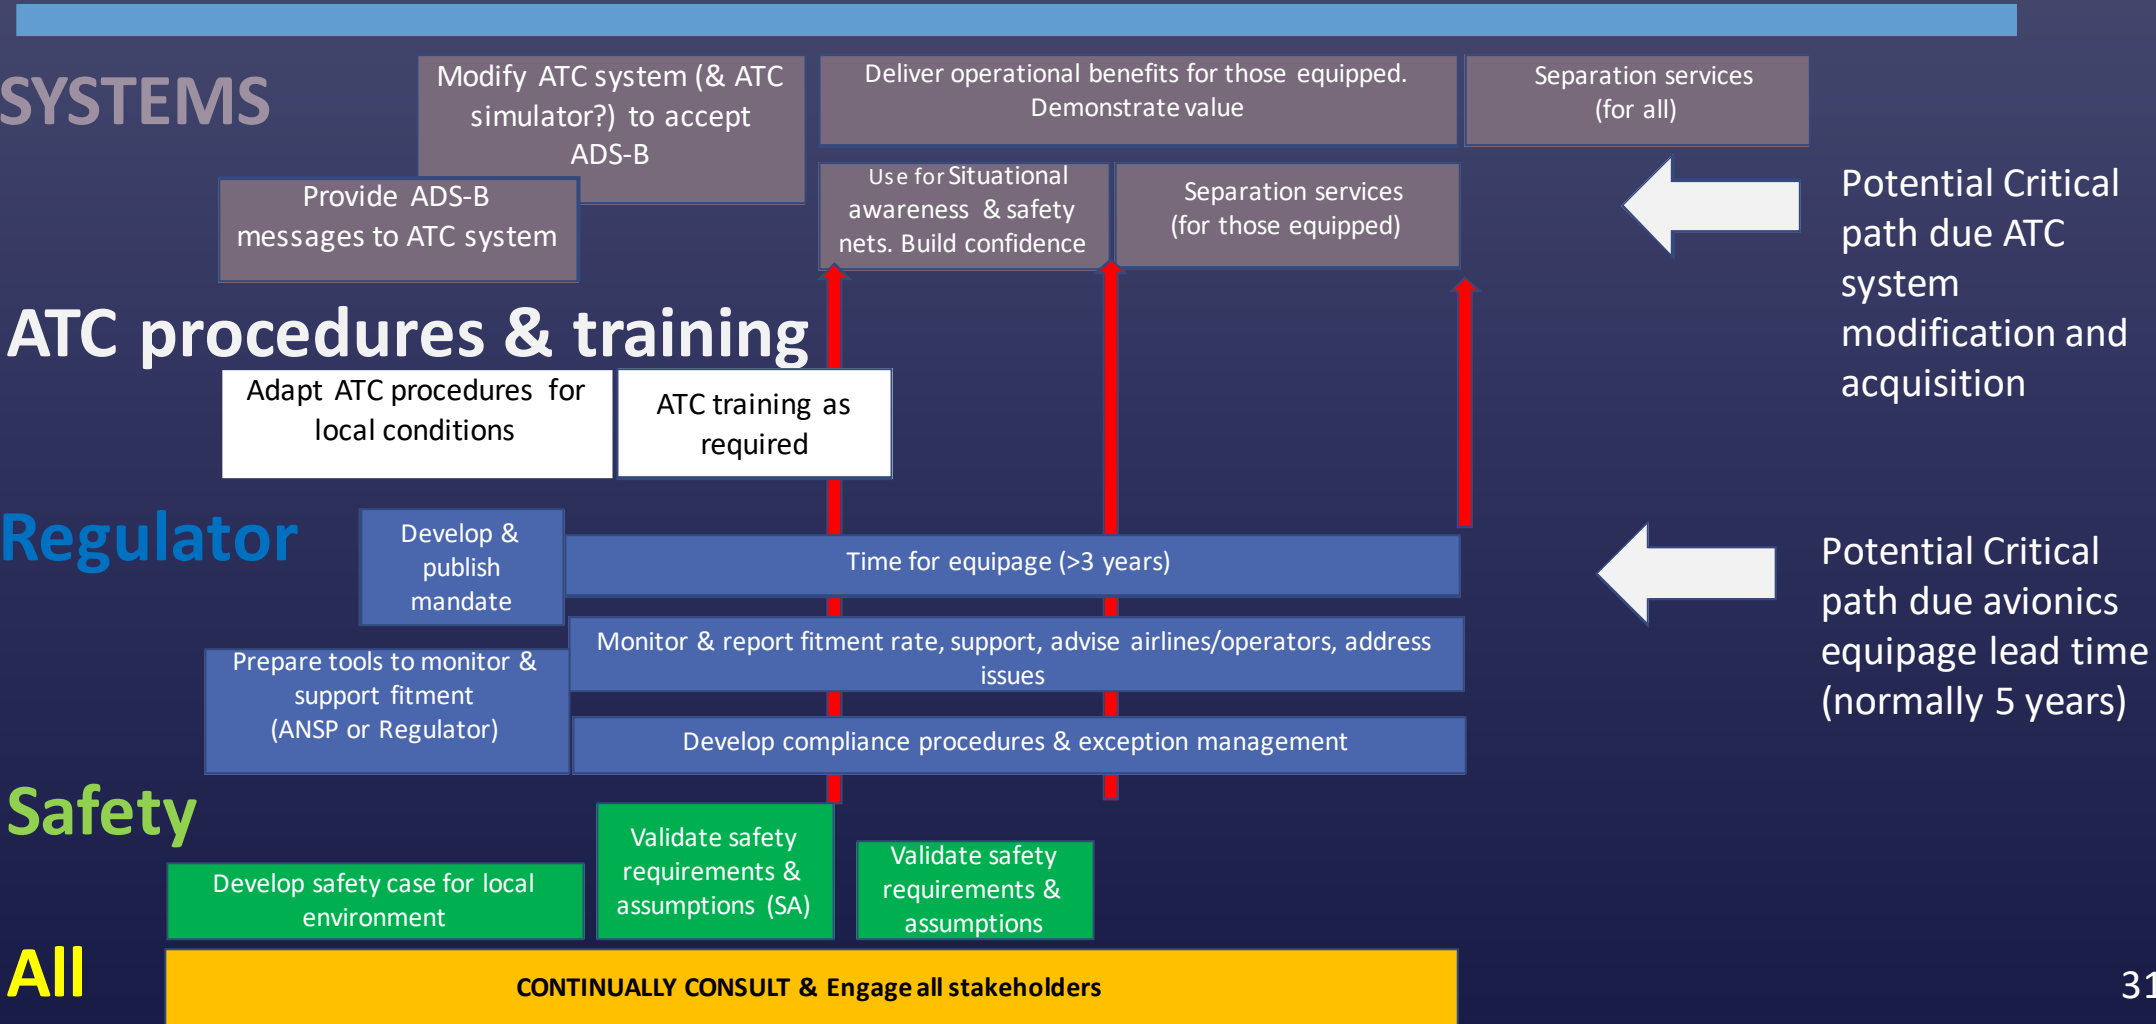 SYSTEMS
Modify ATC system (& ATC
simulator?) to accept
ADS-B
Deliver operational benefits for those equipped.
Demonstrate value
Separation services
(for all)
Provide ADS-B
messages to ATC system
Use for Situational
awareness & safety
nets. Build confidence
Separation services
(for those equipped)
Potential Critical
path due ATC
system
modification and
acquisition
ATC procedures & training
Adapt ATC procedures for
local conditions
ATC training as
required
Regulator
Develop &
publish
mandate
Time for equipage (>3 years)
Potential Critical
path due avionics
equipage lead time
(normally 5 years)
Prepare tools to monitor &
support fitment
(ANSP or Regulator)
Monitor & report fitment rate, support, advise airlines/operators, address
issues
Develop compliance procedures & exception management
Safety
Develop safety case for local
environment
Validate safety
requirements &
assumptions (SA)
Validate safety
requirements &
assumptions
All
CONTINUALLY CONSULT & Engage all stakeholders
31